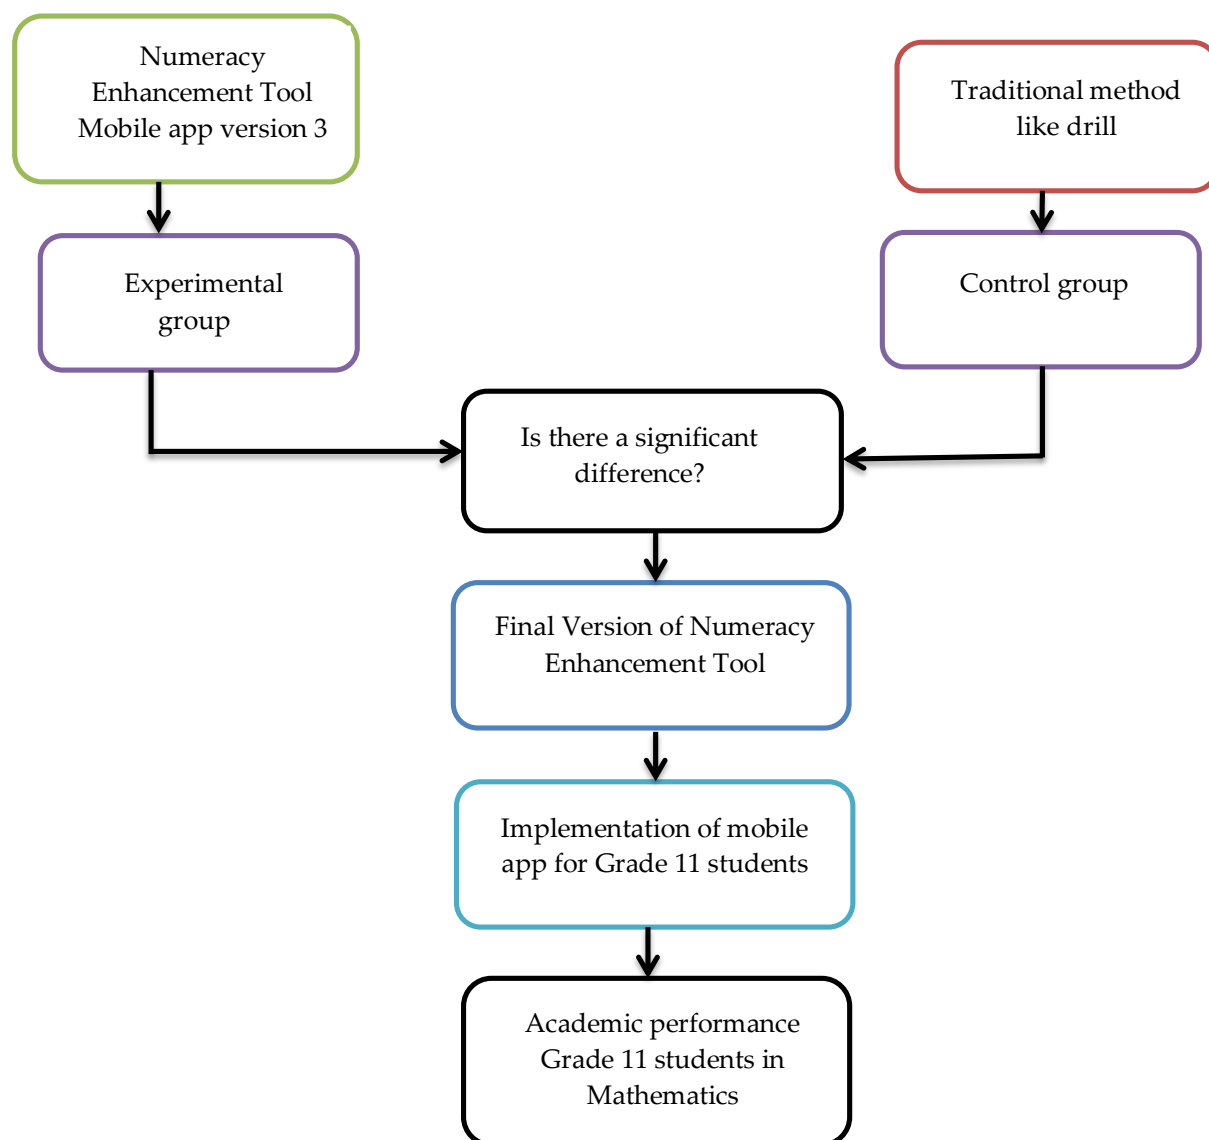 Numeracy
Enhancement Tool
Mobile app version 3
Traditional method
like drill
Experimental
group
Control group
Is there a significant
difference?
Final Version of Numeracy
Enhancement Tool
Implementation of mobile
app for Grade 11 students
Academic performance
Grade 11 students in
Mathematics